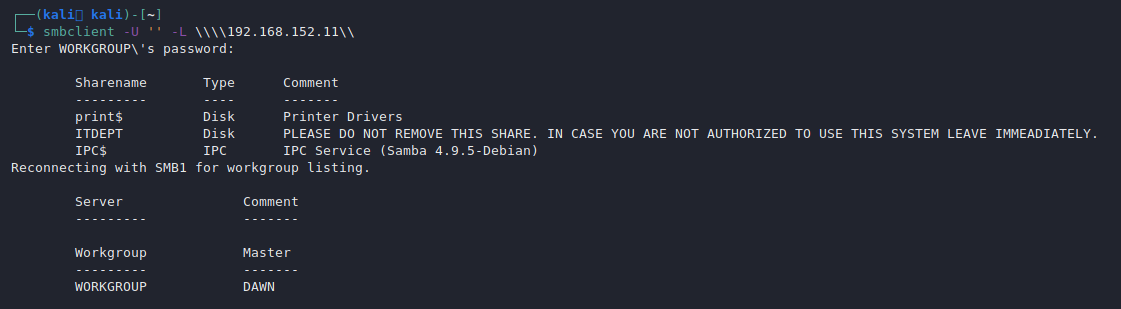 ┌──(kali㉿ kali)-[~]
└─$ smbclient -U '' -L \\\\192.168.152.11\\
Enter WORKGROUP\'s password:
Sharename       Type      Comment
---------       ----      -------
print$          Disk      Printer Drivers
ITDEPT          Disk      PLEASE DO NOT REMOVE THIS SHARE. IN CASE YOU ARE NOT AUTHORIZED TO USE THIS SYSTEM LEAVE IMMEADIATELY.
IPC$            IPC       IPC Service (Samba 4.9.5-Debian)
Reconnecting with SMB1 for workgroup listing.
Server               Comment
---------            -------
Workgroup            Master
---------            -------
WORKGROUP            DAWN